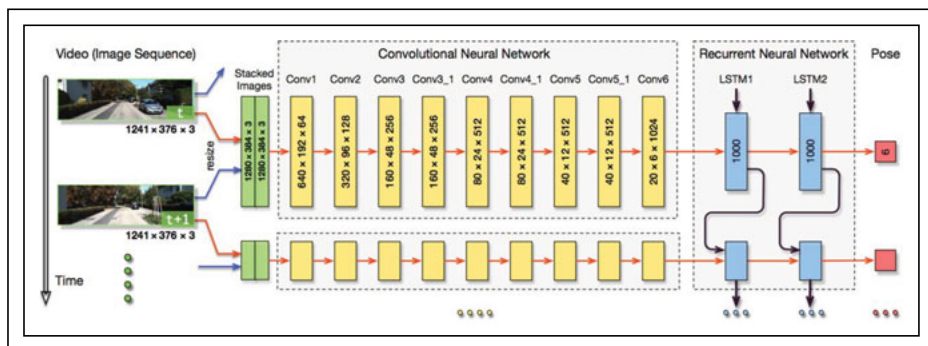 Video (Image Sequence)
Convolutional Neural Network
Recurrent Neural Network
Pose
Stacked
Images
Conv1
Conv2
Conv3
Conv3_1
Conv4
Conv4_1
Conv5
Conv5_1
Conv6
LSTM1
LSTM2
t
1241 × 376 × 3
resize
1280 × 384 × 3
1280 × 384 × 3
640 × 192 × 64
320 × 96 × 128
160 × 48 × 256
160 × 48 × 256
80 × 24 × 512
80 × 24 × 512
40 × 12 × 512
40 × 12 × 512
20 × 6 × 1024
1000
1000
6
t+1
1241 × 376 × 3
Time